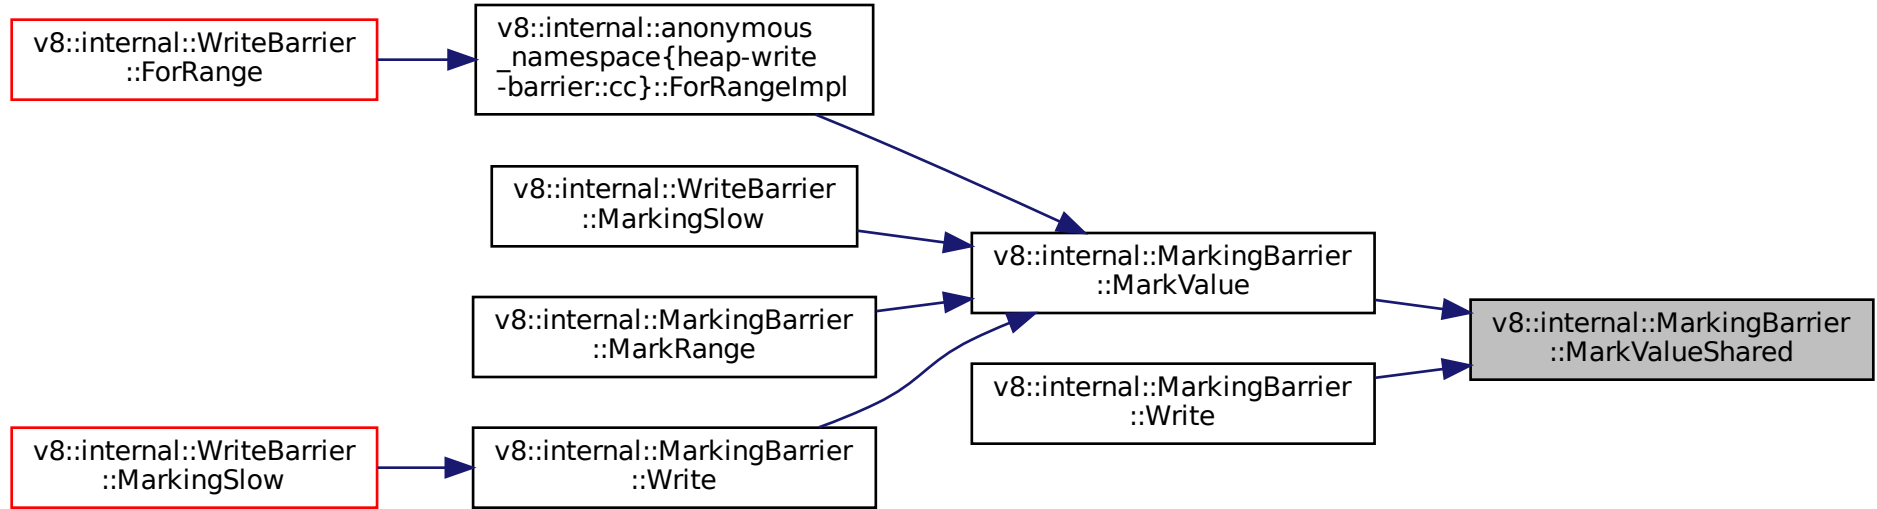 v8::internal::WriteBarrier
::ForRange
v8::internal::anonymous
_namespace{heap-write
-barrier::cc}::ForRangeImpl
v8::internal::WriteBarrier
::MarkingSlow
v8::internal::MarkingBarrier
::MarkRange
v8::internal::WriteBarrier
::MarkingSlow
v8::internal::MarkingBarrier
::Write
v8::internal::MarkingBarrier
::MarkValue
v8::internal::MarkingBarrier
::Write
v8::internal::MarkingBarrier
::MarkValueShared